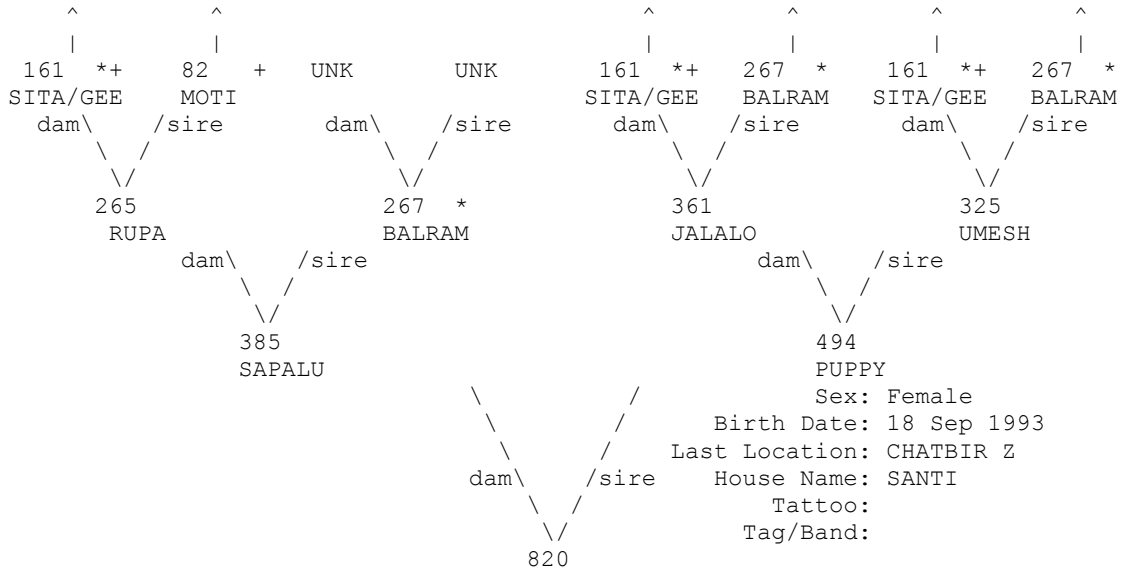 ^ ^ ^ ^ ^ ^
| | | | | |
161 *+ 82 + UNK UNK 161 *+ 267 * 161 *+ 267 *
SITA/GEE MOTI SITA/GEE BALRAM SITA/GEE BALRAM
dam\ /sire dam\ /sire dam\ /sire dam\ /sire
\ / \ / \ / \ /
\/ \/ \/ \/
265 267 * 361 325
RUPA BALRAM JALALO UMESH
dam\ /sire dam\ /sire
\ / \ /
\/ \/
385 494
SAPALU PUPPY
\ / Sex: Female
\ / Birth Date: 18 Sep 1993
\ / Last Location: CHATBIR Z
dam\ /sire House Name: SANTI
\ / Tattoo:
\/ Tag/Band:
820